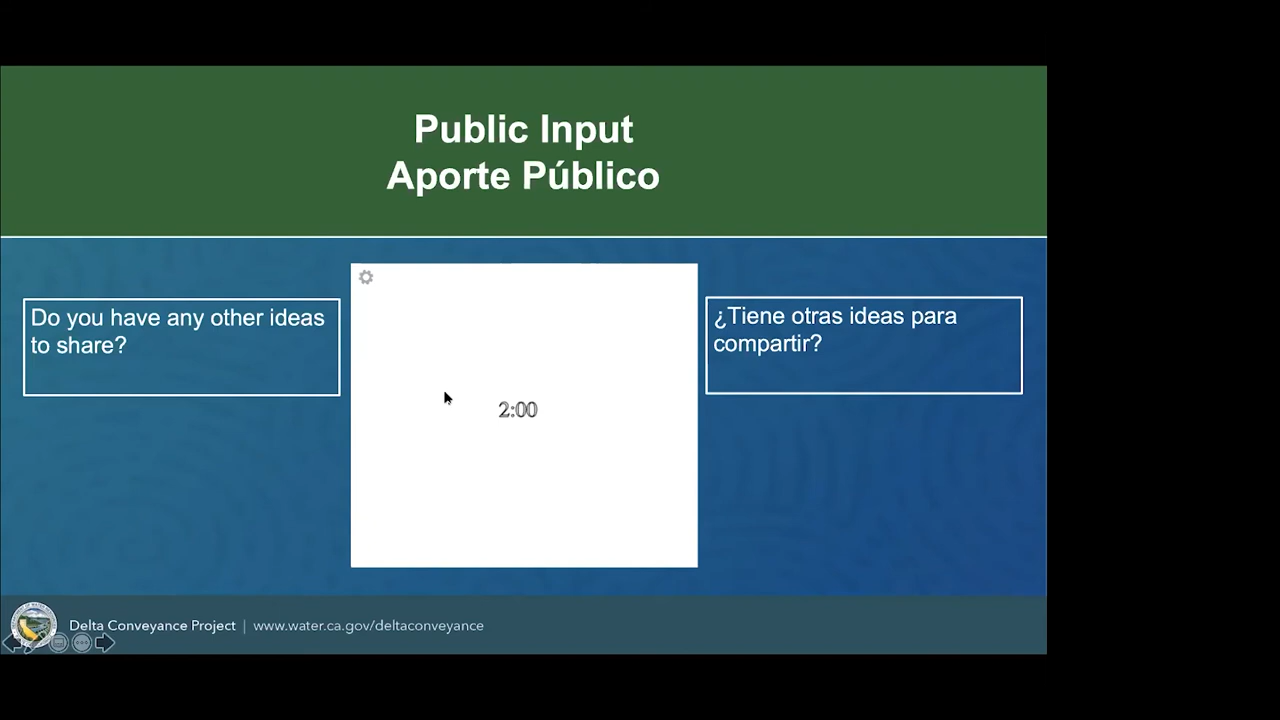 Public Input
Aporte Público
Do you have any other ideas
to share?
2:00
¿Tiene otras ideas para
compartir?
Delta Conveyance Project | www.water.ca.gov/deltaconveyance